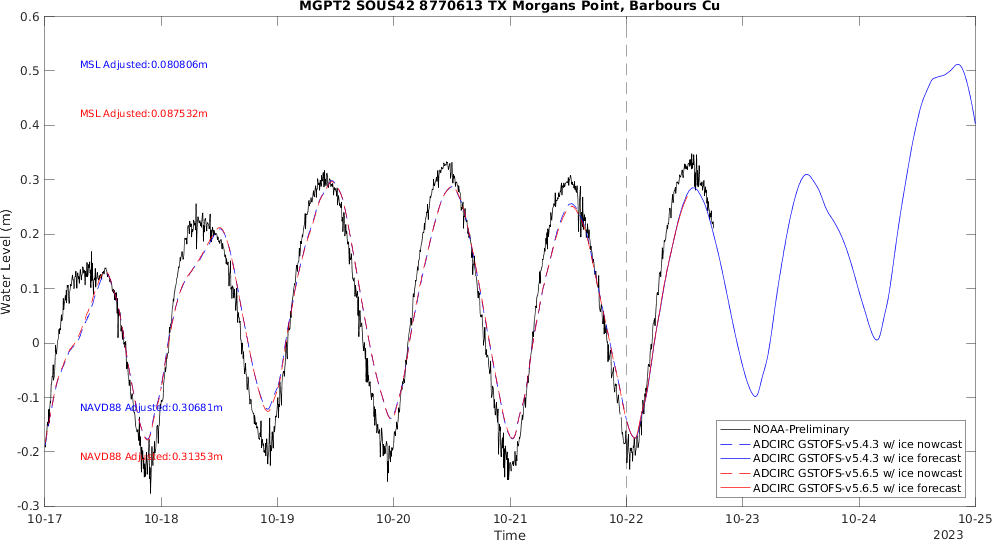 MGPT2 SOUS42 8770613 TX Morgans Point, Barbours Cu
0.6
0.5
0.4
0.3
0.2
0.1
0
-0.1
-0.2
-0.3
Water Level (m)
MSL Adjusted:0.080806m
MSL Adjusted:0.087532m
NAVD88 Adjusted:0.30681m
NAVD88 Adjusted:0.31353m
NOAA-Preliminary
ADCIRC GSTOFS-v5.4.3 w/ ice nowcast
ADCIRC GSTOFS-v5.4.3 w/ ice forecast
ADCIRC GSTOFS-v5.6.5 w/ ice nowcast
ADCIRC GSTOFS-v5.6.5 w/ ice forecast
10-17 10-18 10-19 10-20 10-21 10-22 10-23 10-24 10-25
Time
2023